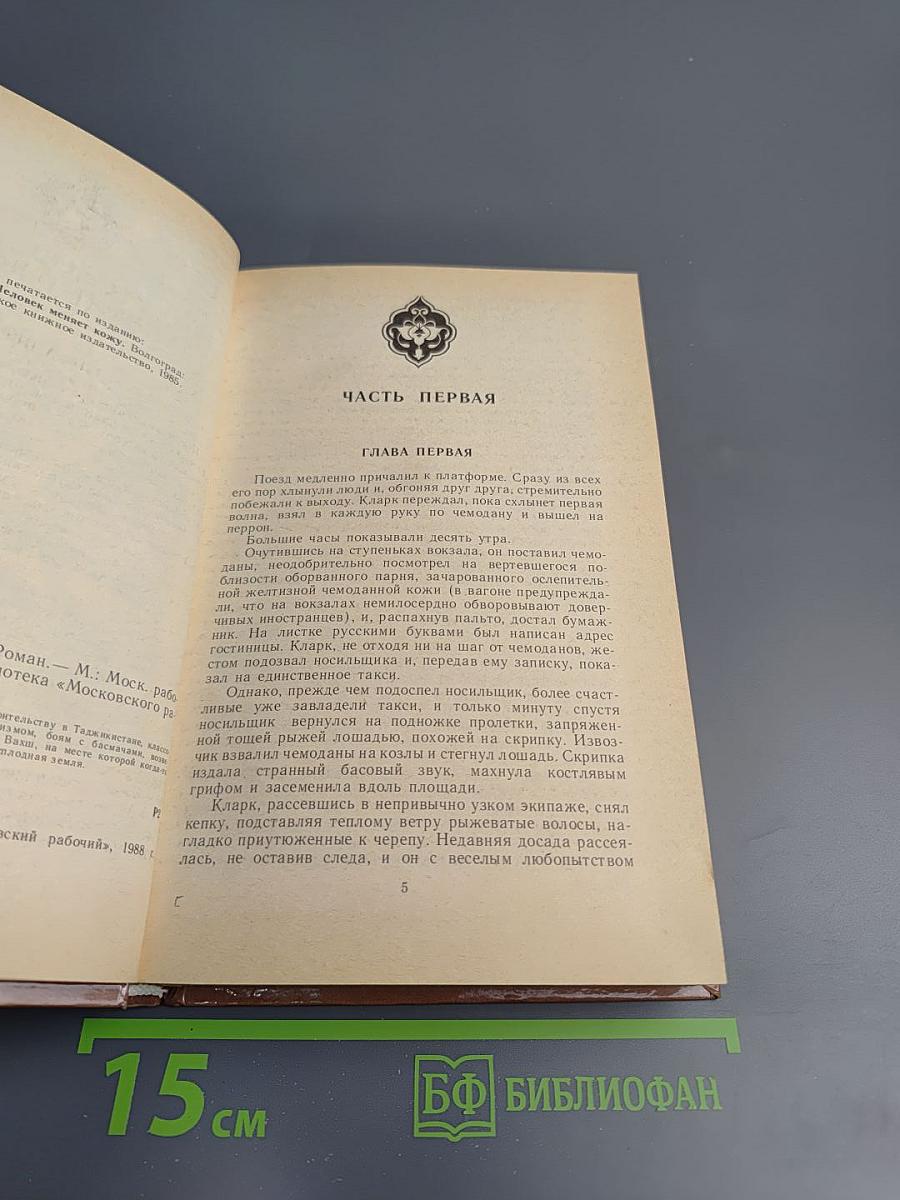 печатается по изданию:
Человек меняет кожу. Волгоград:
книжное издательство, 1985.
Роман.— М.: Моск. рабо-
«Московского ра-
в Таджикистане,
боям с басмачами,
Вахш, на месте которой когда-то
земля.
рабочий», 1988 г.
ЧАСТЬ ПЕРВАЯ
ГЛАВА ПЕРВАЯ
Поезд медленно причалил к платформе. Сразу из всех
его пор хлынули люди и, обгоняя друг друга, стремительно
побежали к выходу. Кларк переждал, пока схлынет первая
волна, взял в каждую руку по чемодану и вышел на
перрон.
Большие часы показывали десять утра.
Очутившись на ступеньках вокзала, он поставил чемо-
даны, неодобрительно посмотрел на вертевшегося по-
близости оборванного парня, зачарованного ослепитель-
ной желтизной чемоданной кожи (в вагоне предупрежда-
ли, что на вокзалах немилосердно обворовывают довер-
чивых иностранцев), и, распахнув пальто, достал бумаж-
ник. На листке русскими буквами был написан адрес
гостиницы. Кларк, не отходя ни на шаг от чемоданов, же-
стом подозвал носильщика и, передав ему записку, пока-
зал на единственное такси.
Однако, прежде чем подоспел носильщик, более счаст-
ливые уже завладели такси, и только минуту спустя
носильщик вернулся на подножке пролетки, запряжен-
ной тощей рыжей лошадью, похожей на скрипку. Извоз-
чик взвалил чемоданы на козлы и стегнул лошадь. Скрипка
издала странный басовый звук, махнула костлявым
грифом и засеменила вдоль площади.
Кларк, рассевшись в непривычно узком экипаже, снял
кепку, подставляя теплому ветру рыжеватые волосы, на-
гладко приутюженные к черепу. Недавняя досада рассея-
лась, не оставив следа, и он с веселым любопытством
5
15 см
БФ БИБЛИОФАН